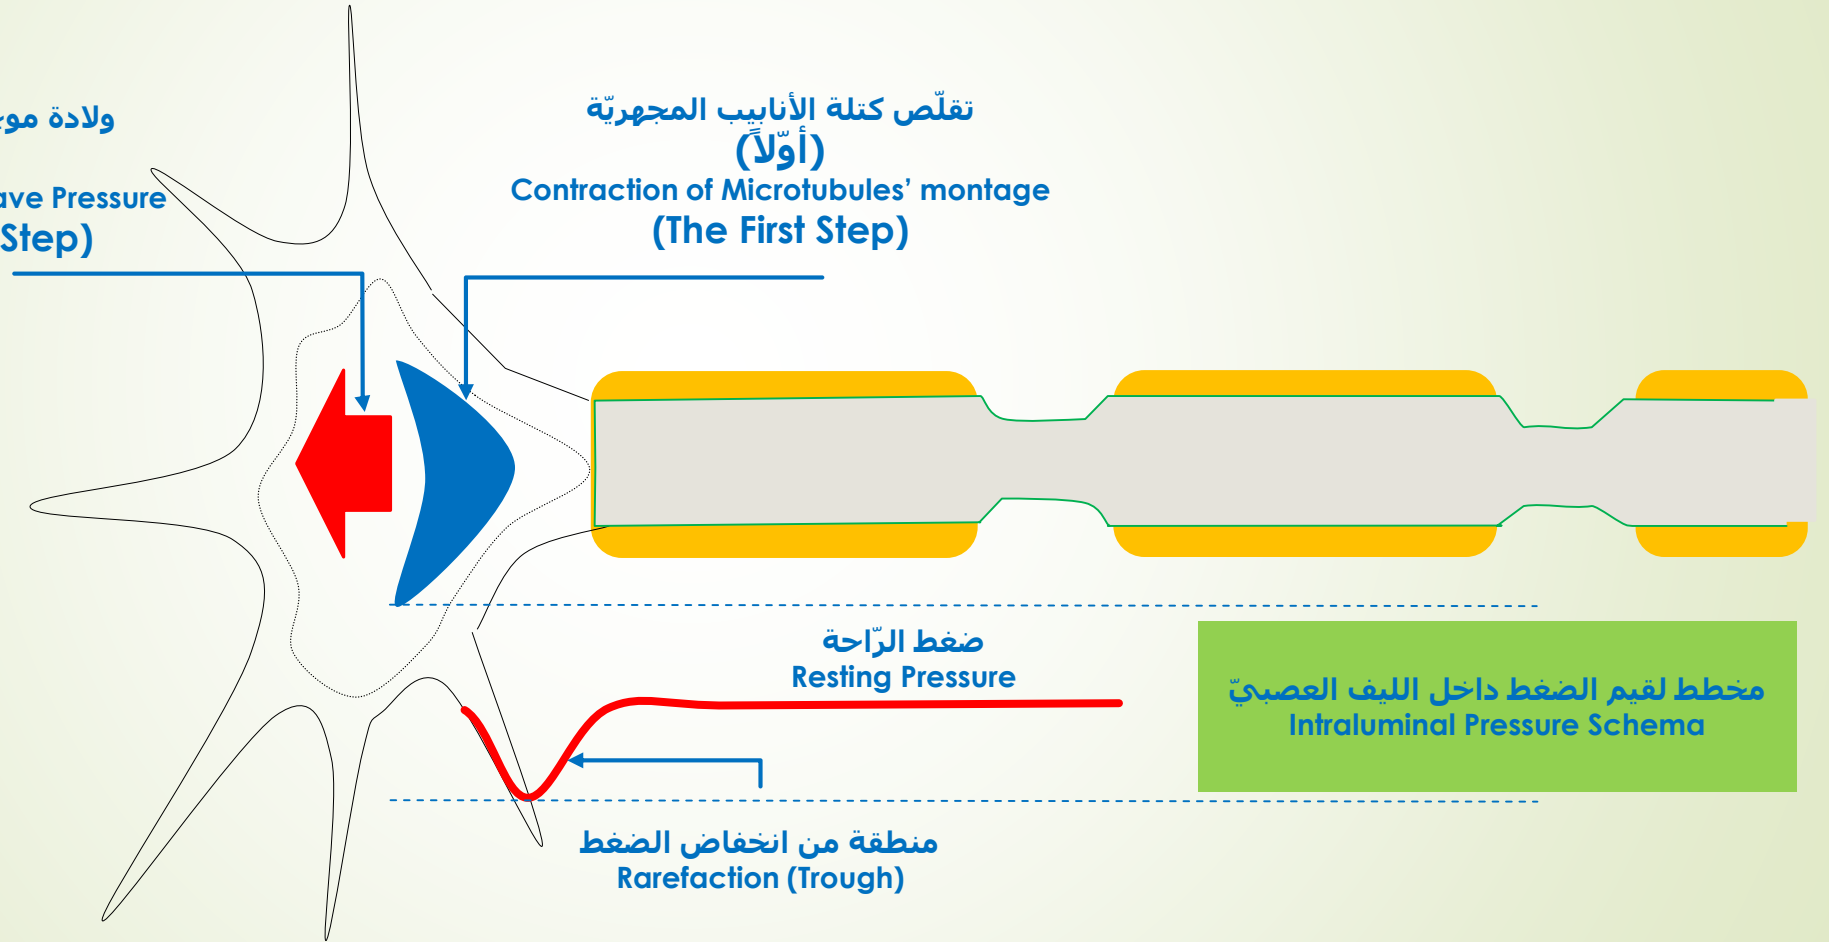 ولادة
ave Pressure
Step)
تقلّص كتلة الأنابيب المجهريّة
(أوّلاً)
Contraction of Microtubules’ montage
(The First Step)
ضغط الرّاحة
Resting Pressure
مخطط لقيم الضغط داخل الليف العصبيّ
Intraluminal Pressure Schema
منطقة من انخفاض الضغط
Rarefaction (Trough)